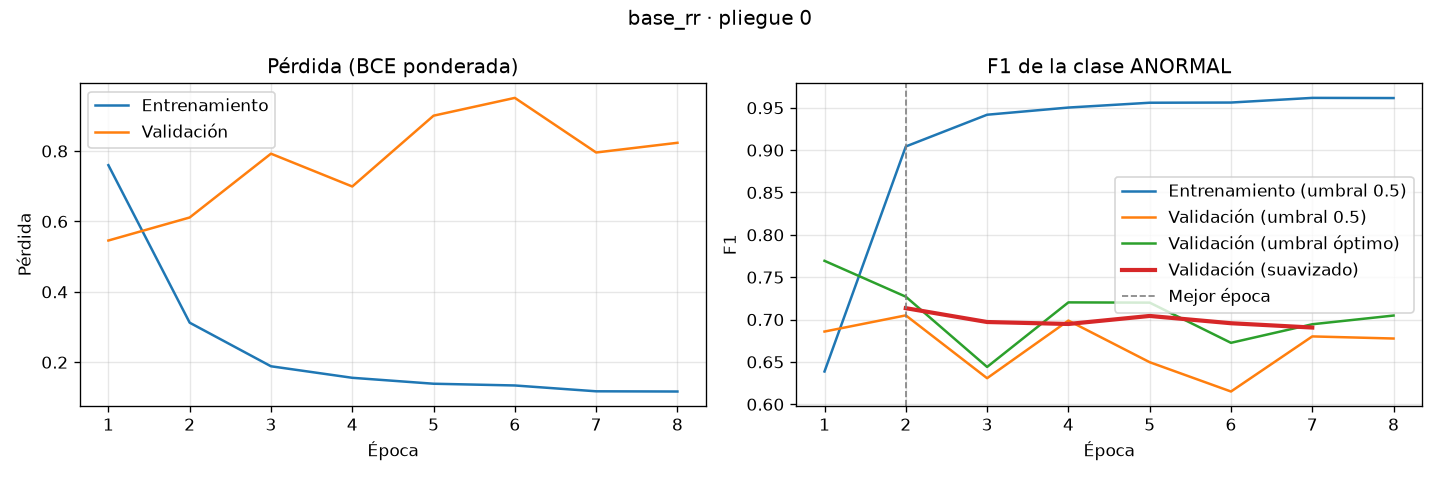 base_rr · pliegue 0
Pérdida (BCE ponderada)
Entrenamiento
Validación
0.8
0.6
0.4
0.2
Pérdida
1 2 3 4 5 6 7 8
Época
F1 de la clase ANORMAL
0.95
0.90
0.85
0.80
0.75
0.70
0.65
0.60
F1
Entrenamiento (umbral 0.5)
Validación (umbral 0.5)
Validación (umbral óptimo)
Validación (suavizado)
Mejor época
1 2 3 4 5 6 7 8
Época